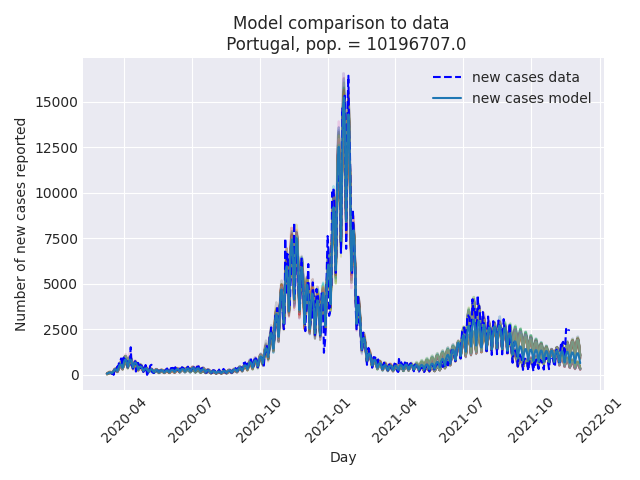 Model comparison to data
Portugal, pop. = 10196707.0
new cases data
new cases model
Number of new cases reported
15000
12500
10000
7500
5000
2500
0
2020-04
2020-07
2020-10
2021-01
2021-04
2021-07
2021-10
2022-01
Day